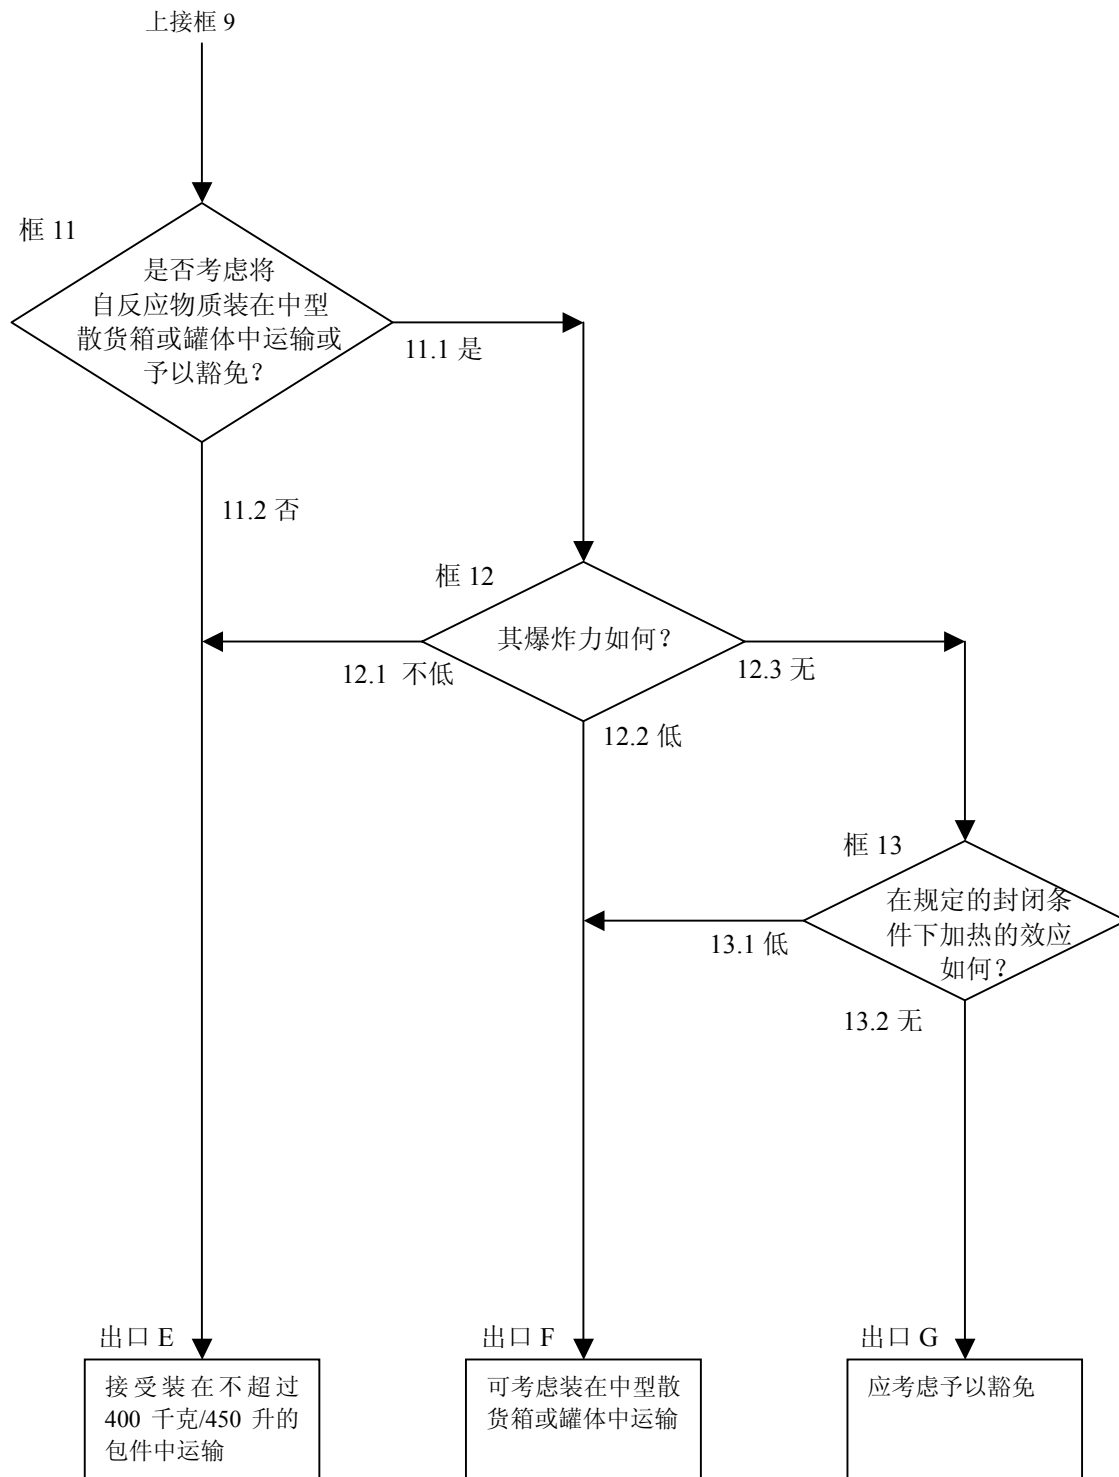 上接框 9
框 11
是否考虑将
自反应物质装在中型
散货箱或罐体中运输或
予以豁免？
11.1 是
11.2 否
框 12
其爆炸力如何？
12.1 不低
12.3 无
12.2 低
框 13
在规定的封闭条
件下加热的效应
如何？
13.1 低
13.2 无
出口 E
接受装在不超过
400 千克/450 升的
包件中运输
出口 F
可考虑装在中型散
货箱或罐体中运输
出口 G
应考虑予以豁免